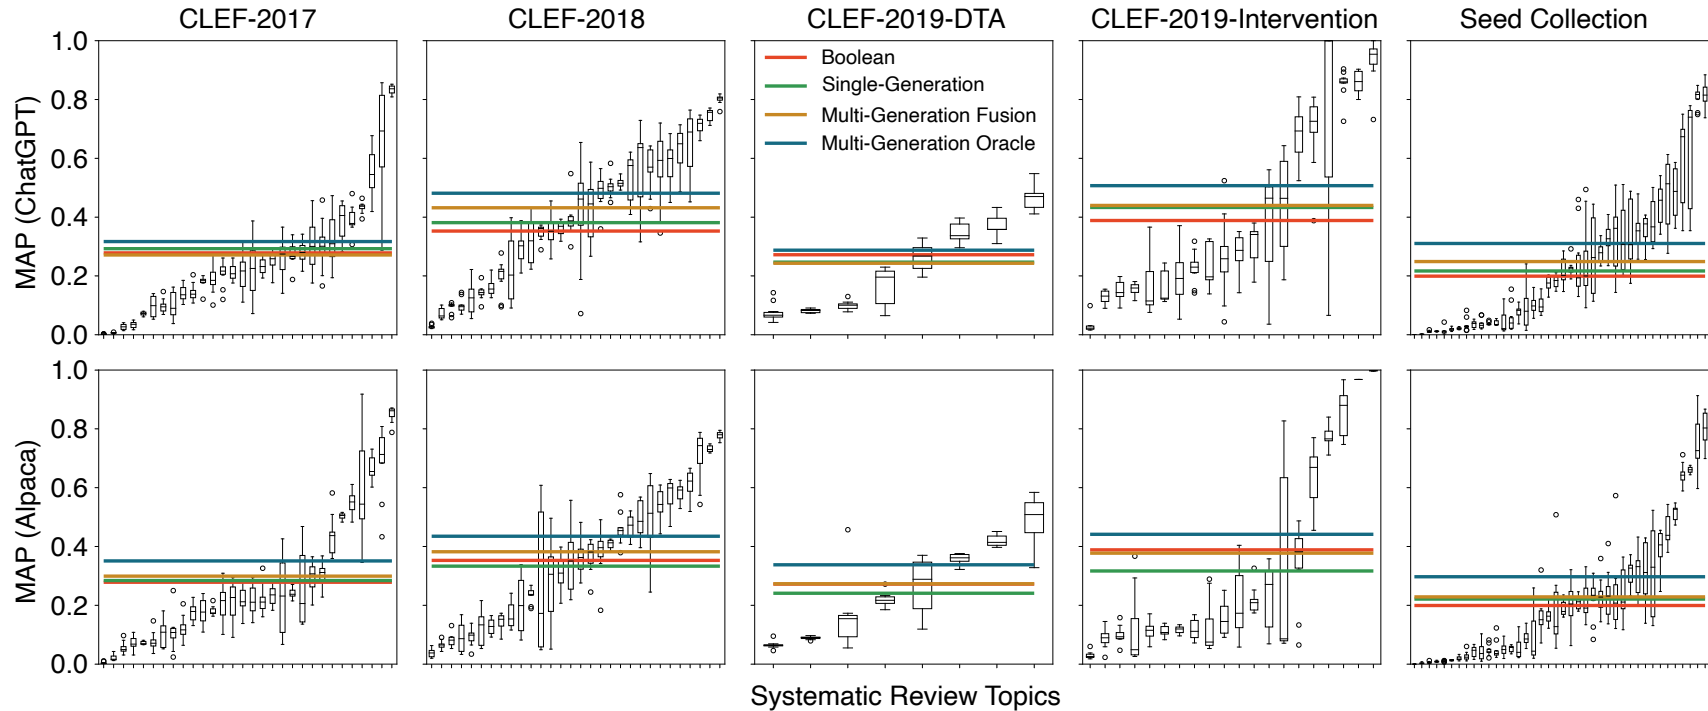 CLEF-2017
CLEF-2018
CLEF-2019-DTA
CLEF-2019-Intervention
Seed Collection
MAP (ChatGPT)
1.0
0.8
0.6
0.4
0.2
0.0
Boolean
Single-Generation
Multi-Generation Fusion
Multi-Generation Oracle
MAP (Alpaca)
1.0
0.8
0.6
0.4
0.2
0.0
Systematic Review Topics